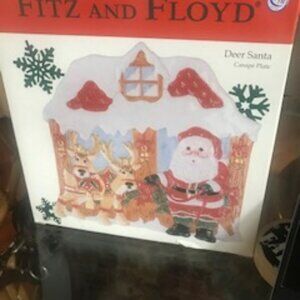 FITZ AND FLOYD®
Deer Santa
Canapé Plate